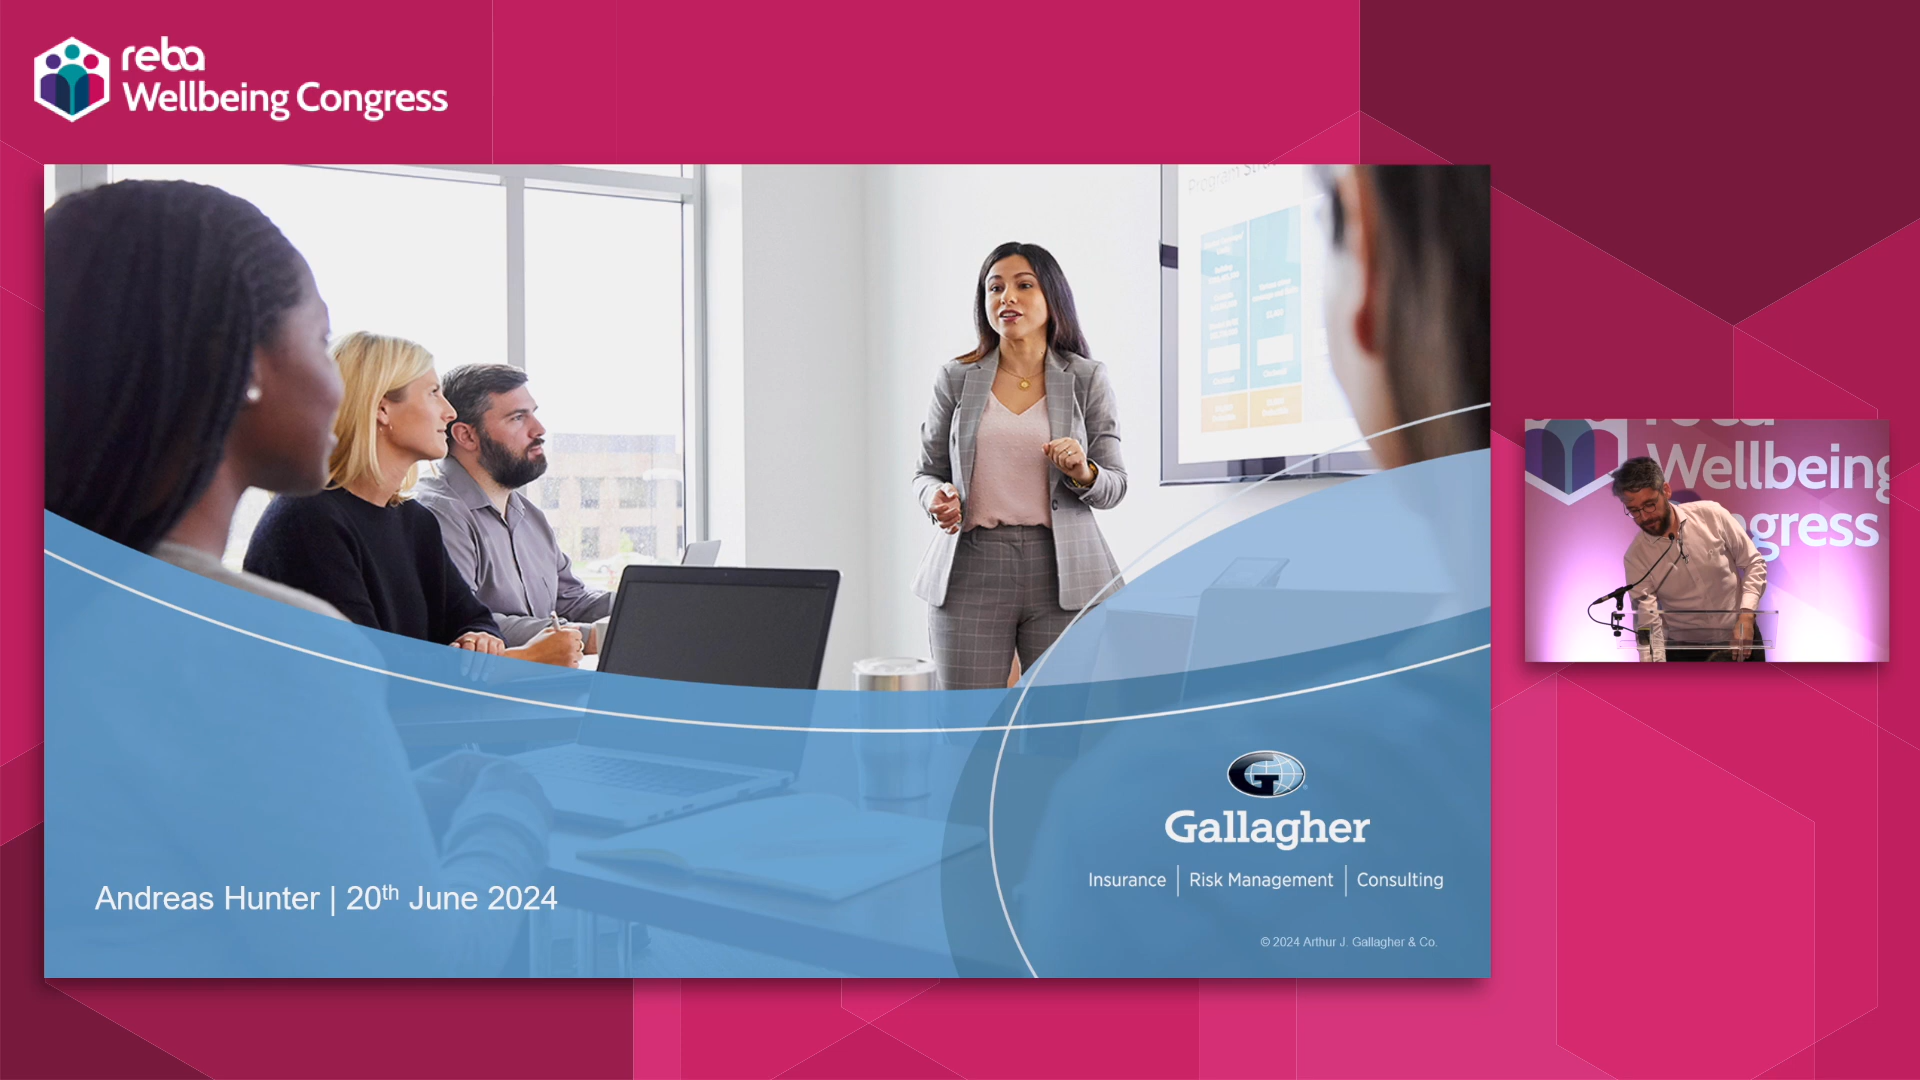 reba
Wellbeing Congress
Program
Wellbeing
gress
Andreas Hunter | 20th June 2024
Gallagher
Insurance | Risk Management | Consulting
© 2024 Arthur J. Gallagher & Co.